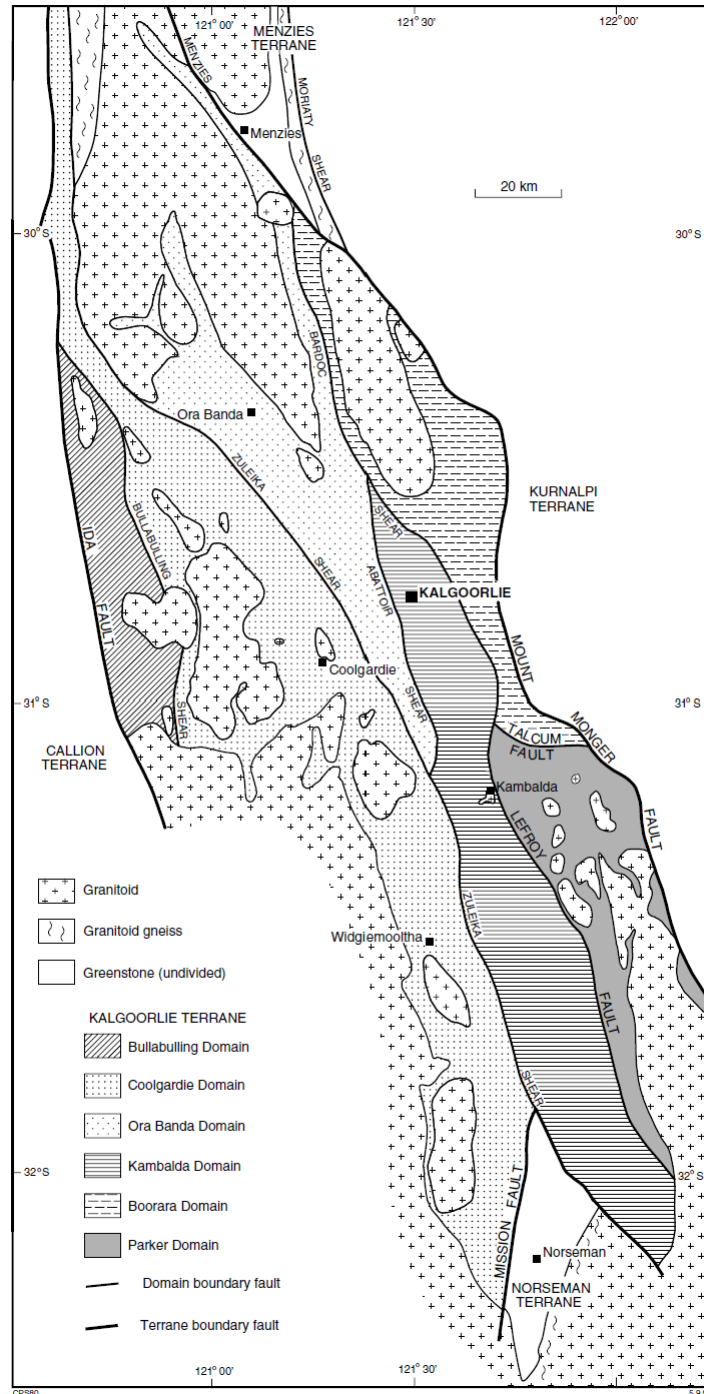 121° 00'
121° 30'
122° 00'
MENZIES
TERRANE
MENZIES
MORIATY
SHEAR
Menzies
20 km
30° S
30° S
BARDOC
SHEAR
Ora Banda
ZULEIKA
SHEAR
KURNALPI
TERRANE
IDA
FAULT
BULLABULLING
SHEAR
ABATTOIR
SHEAR
KALGOORLIE
MOUNT
MONGER
FAULT
Coolgardie
31° S
31° S
CALLION
TERRANE
TALCUM
FAULT
Kambalda
LEFROY
FAULT
ZULEIKA
SHEAR
Widgiemooltha
Granitoid
Granitoid gneiss
Greenstone (undivided)
KALGOORLIE TERRANE
Bullabulling Domain
Coolgardie Domain
Ora Banda Domain
Kambalda Domain
Boorara Domain
Parker Domain
Domain boundary fault
Terrane boundary fault
32°S
32°S
MISSION FAULT
Norseman
NORSEMAN
TERRANE
121° 00'
121° 30'
122° 00'
CPS80